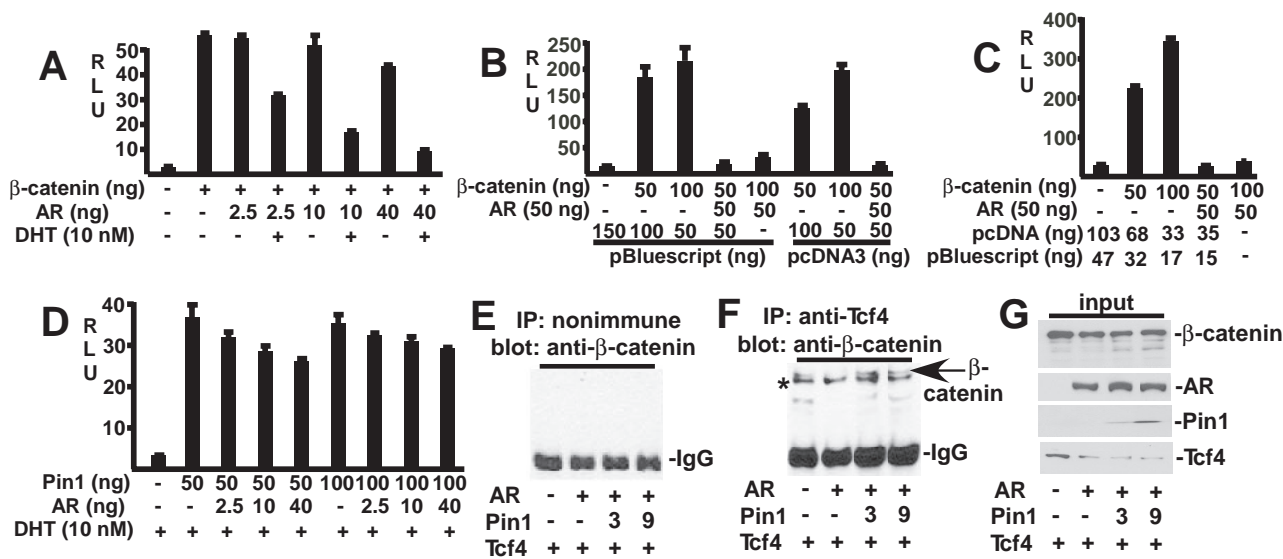 A
RLU
50
40
30
20
10
β-catenin (ng) - + + + + + + +
AR (ng) - - 2.5 2.5 10 10 40 40
DHT (10 nM) - - - + - + - +
B
RLU
250
200
150
100
50
β-catenin (ng) - 50 100 50 100 50 100 50
AR (50 ng) - - - 50 50 - - 50
150 100 50 50 - 100 50 50
pBluescript (ng) pcDNA3 (ng)
C
RLU
400
300
200
100
β-catenin (ng) - 50 100 50 100
AR (50 ng) - - - 50 50
pcDNA (ng) 103 68 33 35 -
pBluescript (ng) 47 32 17 15 -
D
RLU
40
30
20
10
Pin1 (ng) - 50 50 50 50 100 100 100 100
AR (ng) - - 2.5 10 40 - 2.5 10 40
DHT (10 nM) + + + + + + + + +
E
IP: nonimmune
blot: anti-β-catenin
-IgG
AR - + + +
Pin1 - - 3 9
Tcf4 + + + +
F
IP: anti-Tcf4
blot: anti-β-catenin
β-
catenin
*
-IgG
AR - + + +
Pin1 - - 3 9
Tcf4 + + + +
G
input
-β-catenin
-AR
-Pin1
-Tcf4
AR - + + +
Pin1 - - 3 9
Tcf4 + + + +